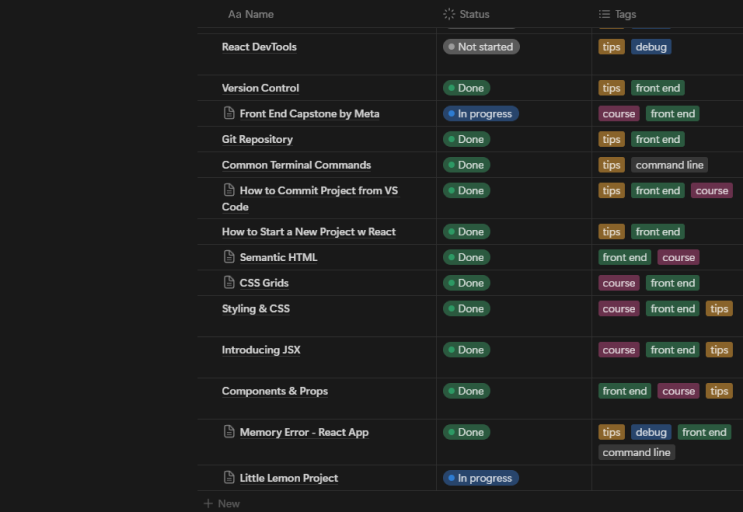 Aa Name Status Tags
React DevTools Not started tips debug
Version Control Done tips front end
Front End Capstone by Meta In progress course front end
Git Repository Done tips front end
Common Terminal Commands Done tips command line
How to Commit Project from VS Done tips front end course
Code
How to Start a New Project w React Done tips front end
Semantic HTML Done front end course
CSS Grids Done course front end
Styling & CSS Done course front end tips
Introducing JSX Done course front end tips
Components & Props Done front end course tips
Memory Error - React App Done tips debug front end
command line
Little Lemon Project In progress
+ New